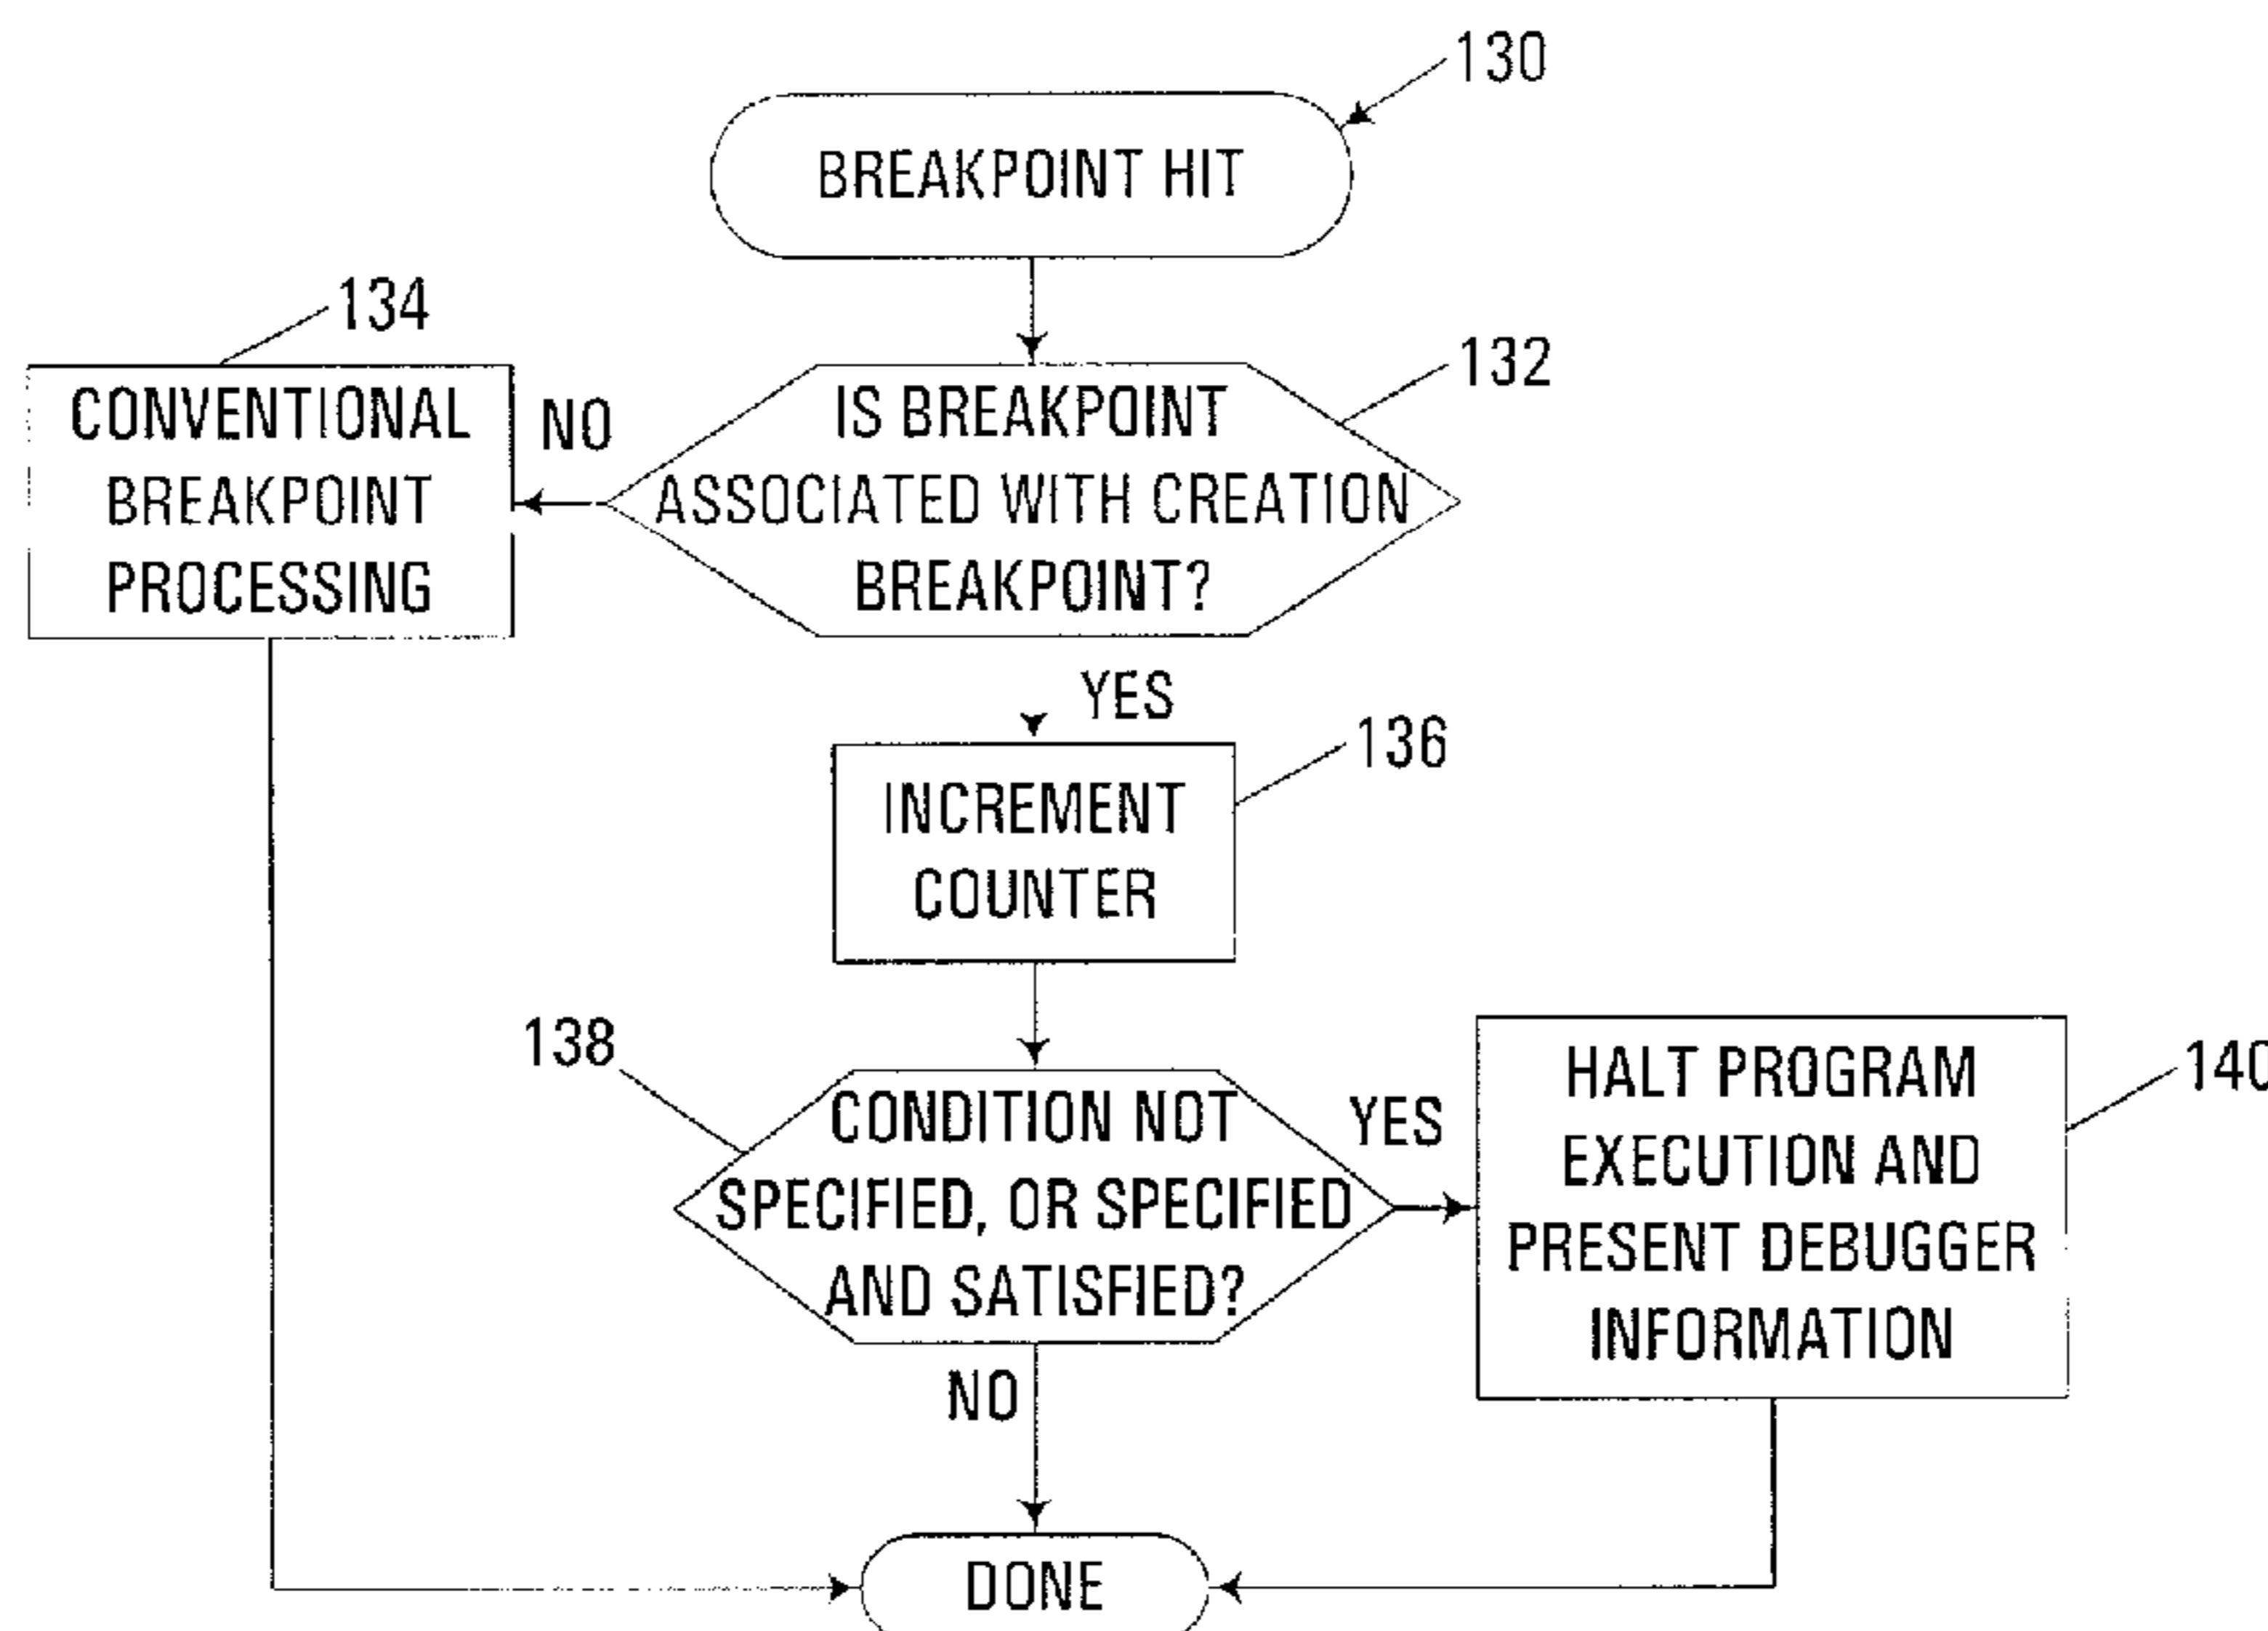 130
BREAKPOINT HIT
134
132
CONVENTIONAL
BREAKPOINT
PROCESSING
NO
IS BREAKPOINT
ASSOCIATED WITH CREATION
BREAKPOINT?
YES
136
INCREMENT
COUNTER
138
CONDITION NOT
SPECIFIED, OR SPECIFIED
AND SATISFIED?
YES
140
HALT PROGRAM
EXECUTION AND
PRESENT DEBUGGER
INFORMATION
NO
DONE